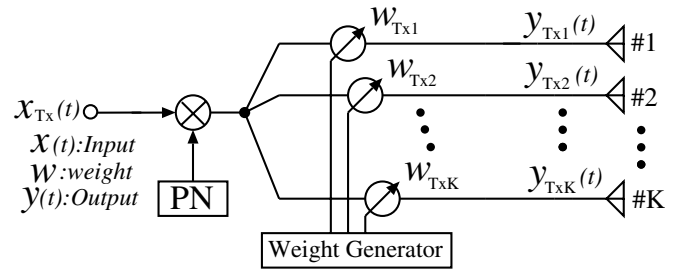 w_Tx1 y_Tx1(t) #1
w_Tx2 y_Tx2(t) #2
x_Tx(t)
x(t):Input
w:weight
y(t):Output
PN
w_TxK y_TxK(t) #K
Weight Generator